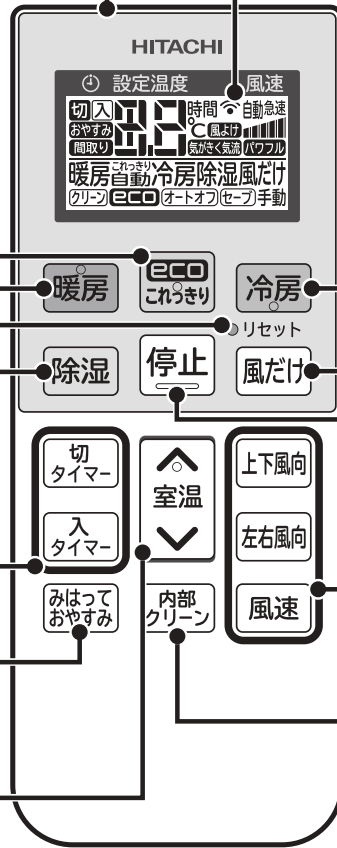 HITACHI
設定温度 風速
切 入 8.8 時間 自動 急速
おやすみ ℃ 風よけ
間取り 気がきく気流 パワフル
暖房 これっきり自動 冷房 除湿 風だけ
クリーン eco オートオフ セーブ 手動
暖房
eco
これっきり
冷房
リセット
除湿
停止
風だけ
切
タイマー
室温
上下風向
入
タイマー
左右風向
みはって
おやすみ
内部
クリーン
風速